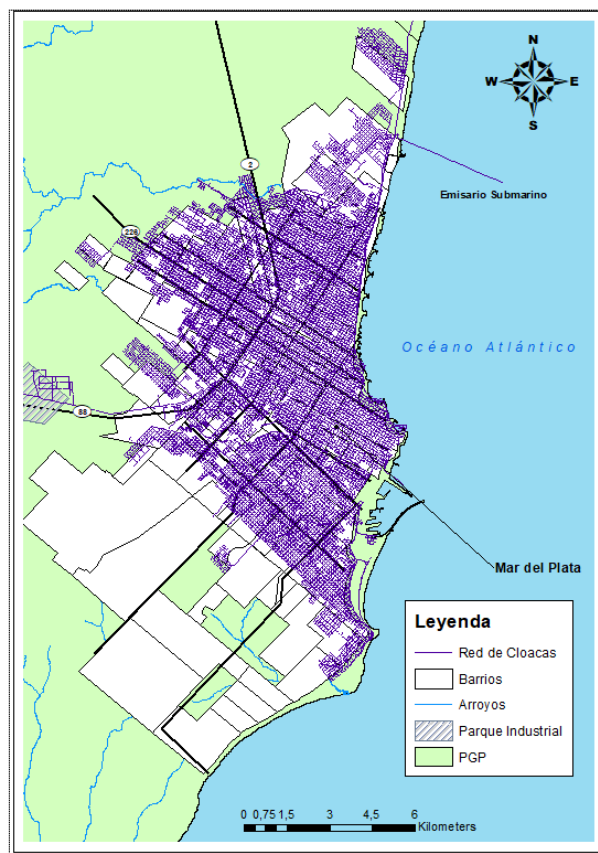 N
W E
S
2
Emisario Submarino
226
Océano Atlántico
88
Mar del Plata
Leyenda
Red de Cloacas
Barrios
Arroyos
Parque Industrial
PGP
0 0,75 1,5 3 4,5 6
Kilometers